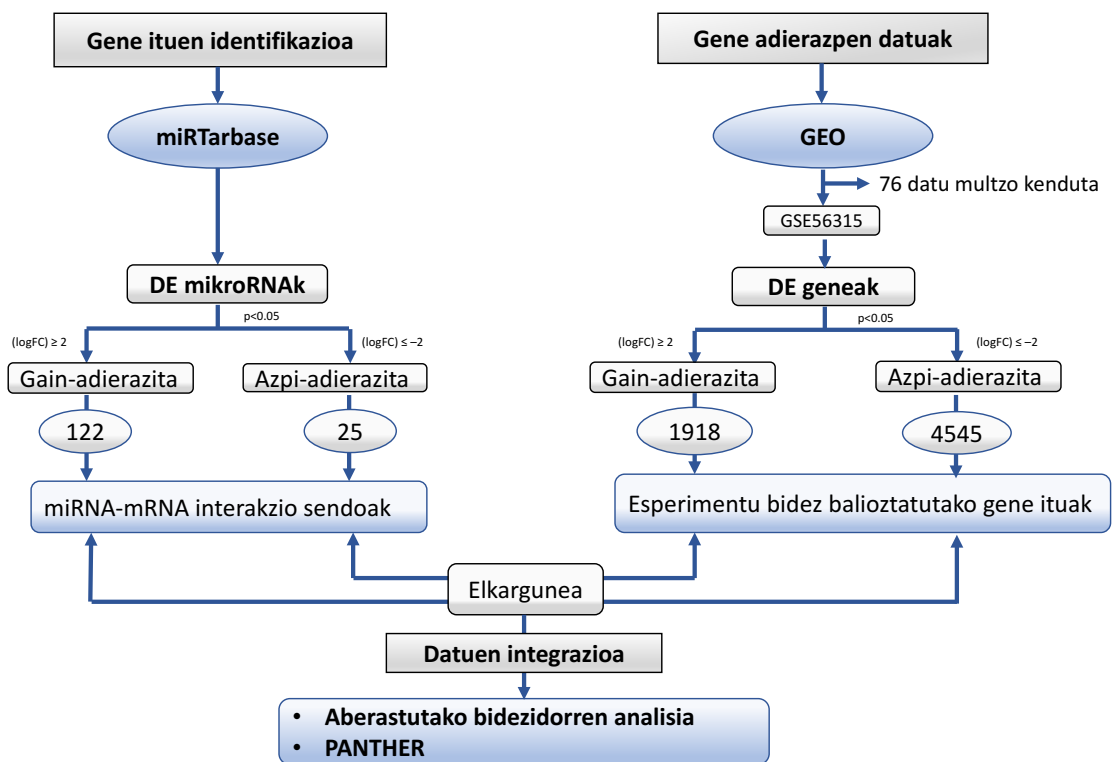 Gene ituen identifikazioa
Gene adierazpen datuak
miRTarbase
GEO
76 datu multzo kenduta
GSE56315
DE mikroRNAk
DE geneak
p<0.05
p<0.05
(logFC) ≥ 2
(logFC) ≤ −2
(logFC) ≥ 2
(logFC) ≤ −2
Gain-adierazita
Azpi-adierazita
Gain-adierazita
Azpi-adierazita
122
25
1918
4545
miRNA-mRNA interakzio sendoak
Esperimentu bidez balioztatutako gene ituak
Elkargunea
Datuen integrazioa
• Aberastutako bidezidorren analisia
• PANTHER